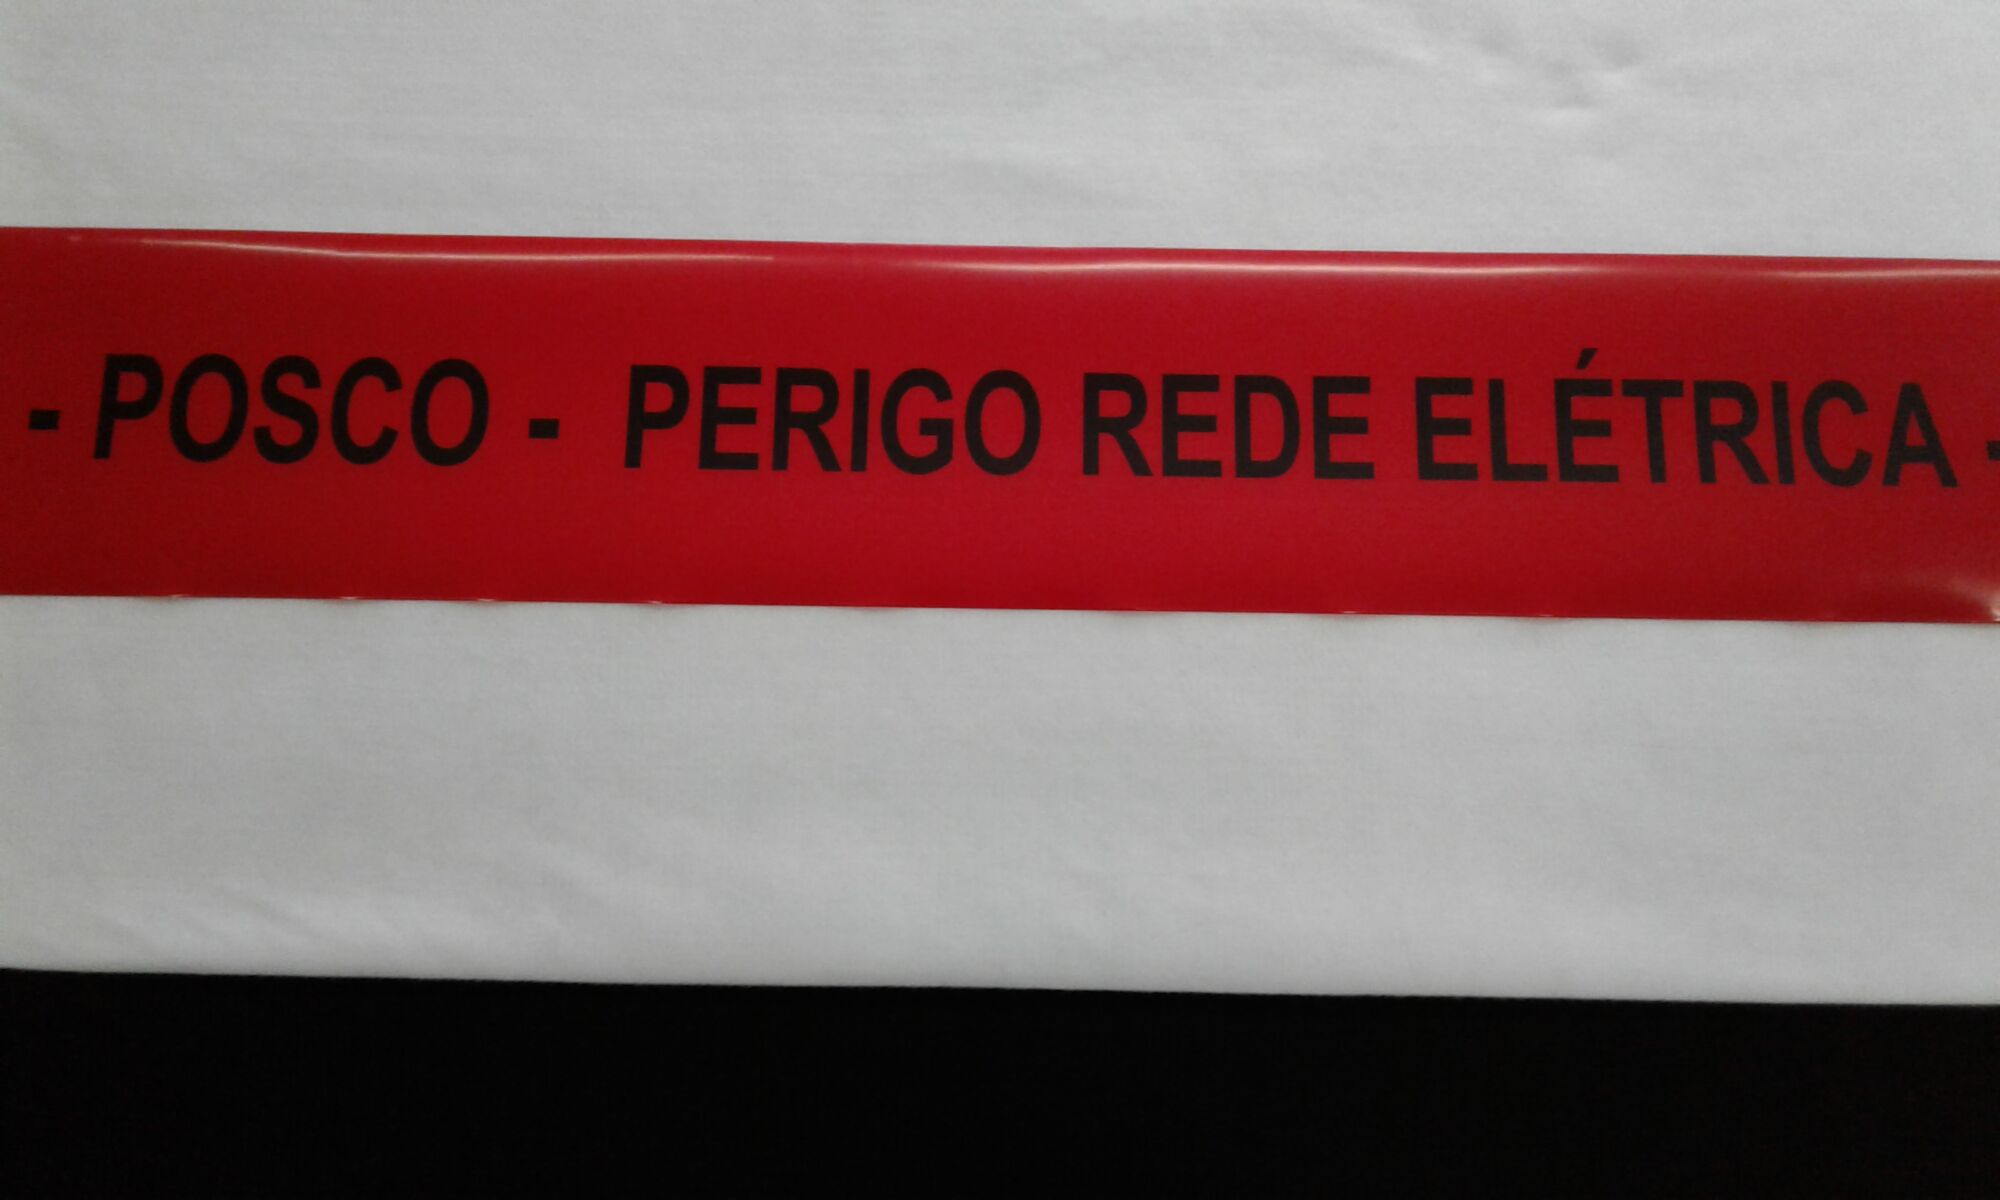 - POSCO - PERIGO REDE ELÉTRICA -